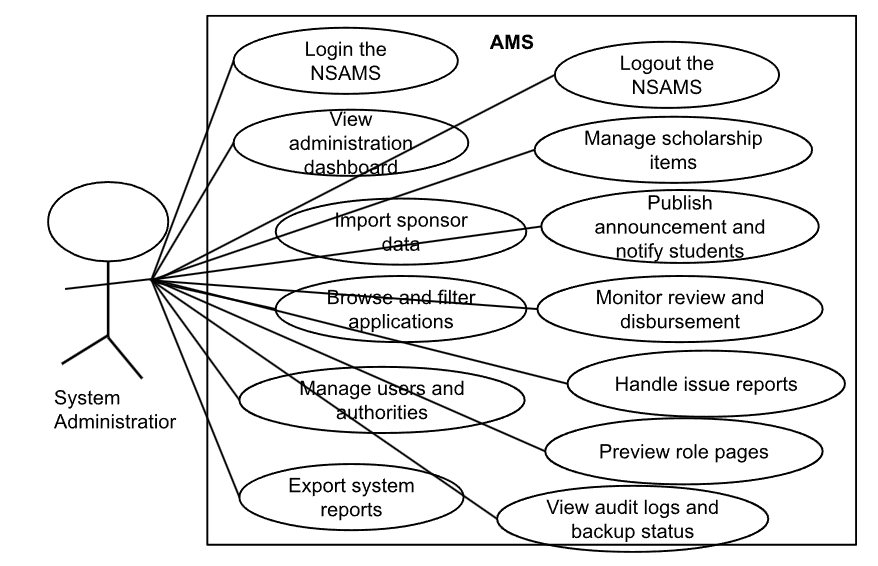 AMS
Login the
NSAMS
Logout the
NSAMS
View
administration
dashboard
Manage scholarship
items
Import sponsor
data
Publish
announcement and
notify students
Browse and filter
applications
Monitor review and
disbursement
Manage users and
authorities
Handle issue reports
System
Administratior
Preview role pages
Export system
reports
View audit logs and
backup status